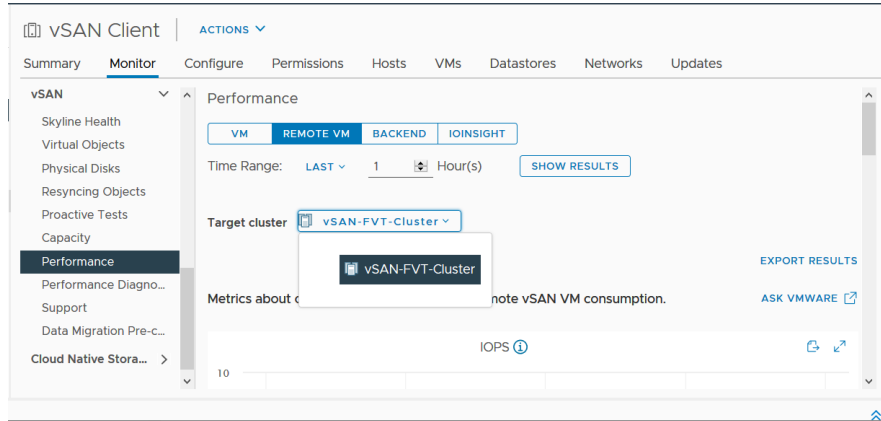 vSAN Client
ACTIONS
Summary Monitor Configure Permissions Hosts VMs Datastores Networks Updates
vSAN
Skyline Health
Virtual Objects
Physical Disks
Resyncing Objects
Proactive Tests
Capacity
Performance
Performance Diagno...
Support
Data Migration Pre-c...
Cloud Native Stora...
Performance
VM REMOTE VM BACKEND IOINSIGHT
Time Range: LAST 1 Hour(s) SHOW RESULTS
Target cluster vSAN-FVT-Cluster
vSAN-FVT-Cluster
EXPORT RESULTS
Metrics about mote vSAN VM consumption.
ASK VMWARE
IOPS
10